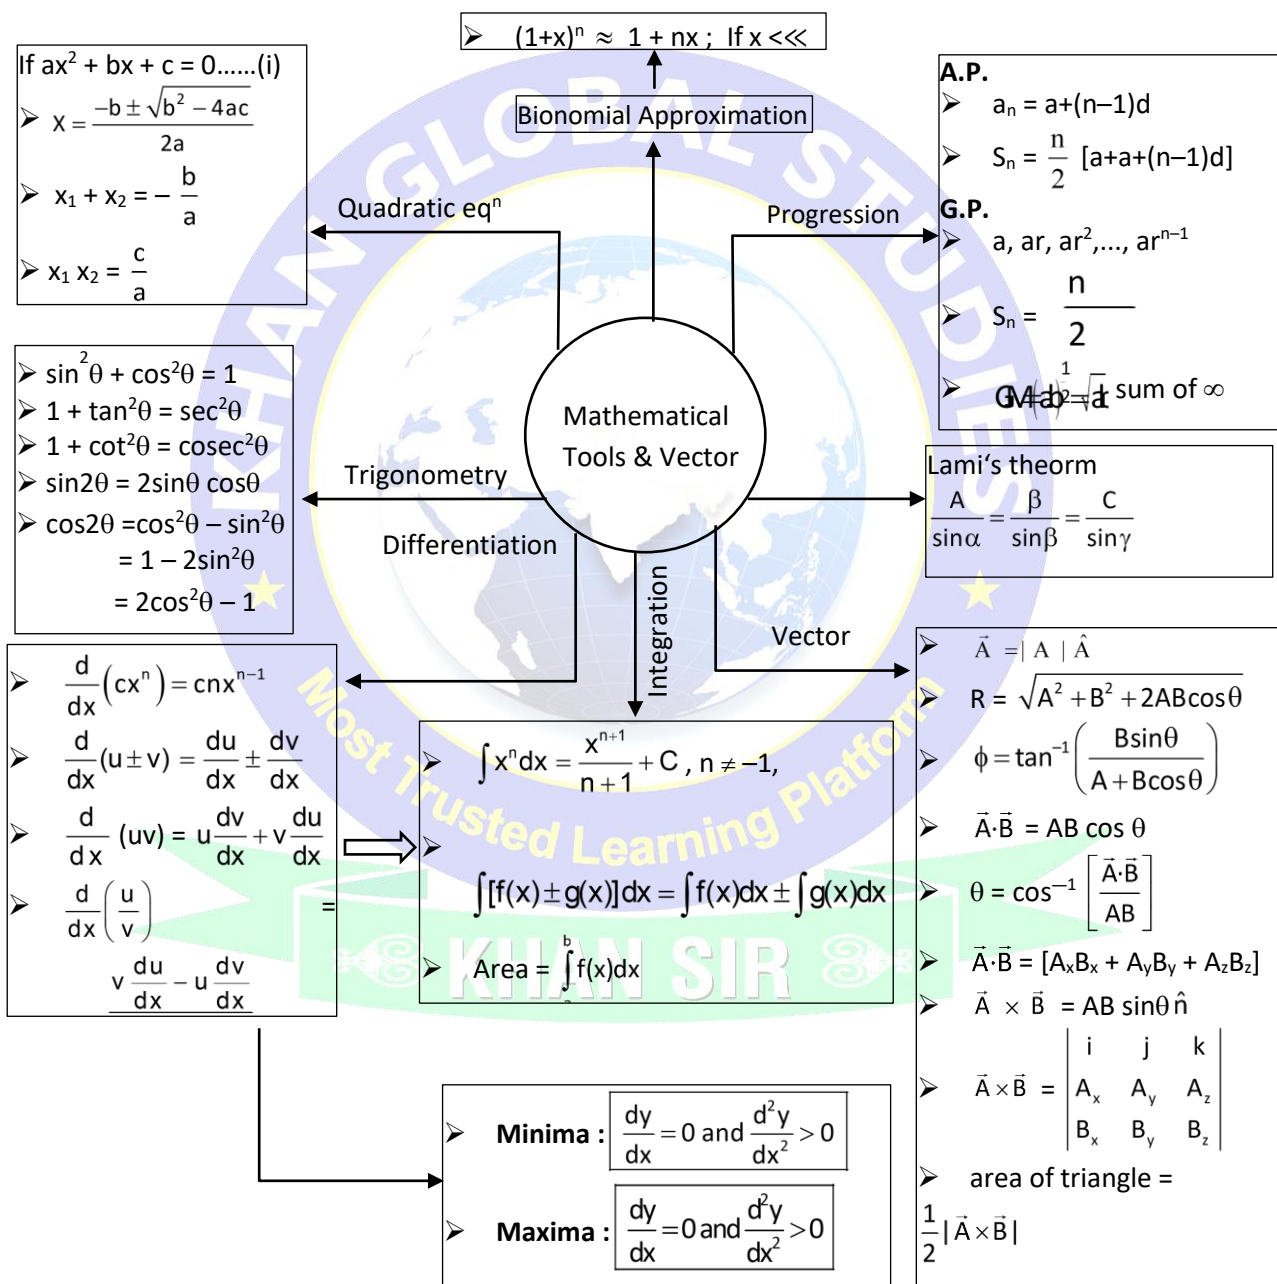 ➢ (1+x)ⁿ ≈ 1 + nx ; If x <<<
Bionomial Approximation
If ax² + bx + c = 0......(i)
➢ X = (−b ± √(b² − 4ac)) / 2a
➢ x₁ + x₂ = − b/a
➢ x₁ x₂ = c/a
Quadratic eqⁿ
Progression
A.P.
➢ aₙ = a+(n–1)d
➢ Sₙ = n/2 [a+a+(n–1)d]
G.P.
➢ a, ar, ar²,..., arⁿ⁻¹
➢ Sₙ = n/2
➢ sum of ∞
Mathematical
Tools & Vector
➢ sin²θ + cos²θ = 1
➢ 1 + tan²θ = sec²θ
➢ 1 + cot²θ = cosec²θ
➢ sin2θ = 2sinθ cosθ
➢ cos2θ =cos²θ – sin²θ
= 1 – 2sin²θ
= 2cos²θ – 1
Trigonometry
Differentiation
Integration
Vector
Lami‘s theorm
A/sinα = β/sinβ = C/sinγ
➢ d/dx (cxⁿ) = cnxⁿ⁻¹
➢ d/dx (u ± v) = du/dx ± dv/dx
➢ d/dx (uv) = u dv/dx + v du/dx
➢ d/dx (u/v) =
v du/dx − u dv/dx
➢ ∫xⁿdx = xⁿ⁺¹/(n+1) + C , n ≠ −1,
➢
∫[f(x) ± g(x)]dx = ∫f(x)dx ± ∫g(x)dx
➢ Area = ∫ᵇ f(x)dx
➢ A⃗ =| A | Â
➢ R = √(A² + B² + 2ABcosθ)
➢ ϕ = tan⁻¹ (Bsinθ / (A + Bcosθ))
➢ A⃗·B⃗ = AB cos θ
➢ θ = cos⁻¹ [A⃗·B⃗ / AB]
➢ A⃗·B⃗ = [AₓBₓ + A_yB_y + A_zB_z]
➢ A⃗ × B⃗ = AB sinθ n̂
➢ A⃗ × B⃗ = | i j k |
| Aₓ A_y A_z |
| Bₓ B_y B_z |
➢ area of triangle =
1/2 | A⃗ × B⃗ |
➢ Minima : dy/dx = 0 and d²y/dx² > 0
➢ Maxima : dy/dx = 0 and d²y/dx² > 0
KHAN GLOBAL STUDIES
Most Trusted Learning Platform
KHAN SIR